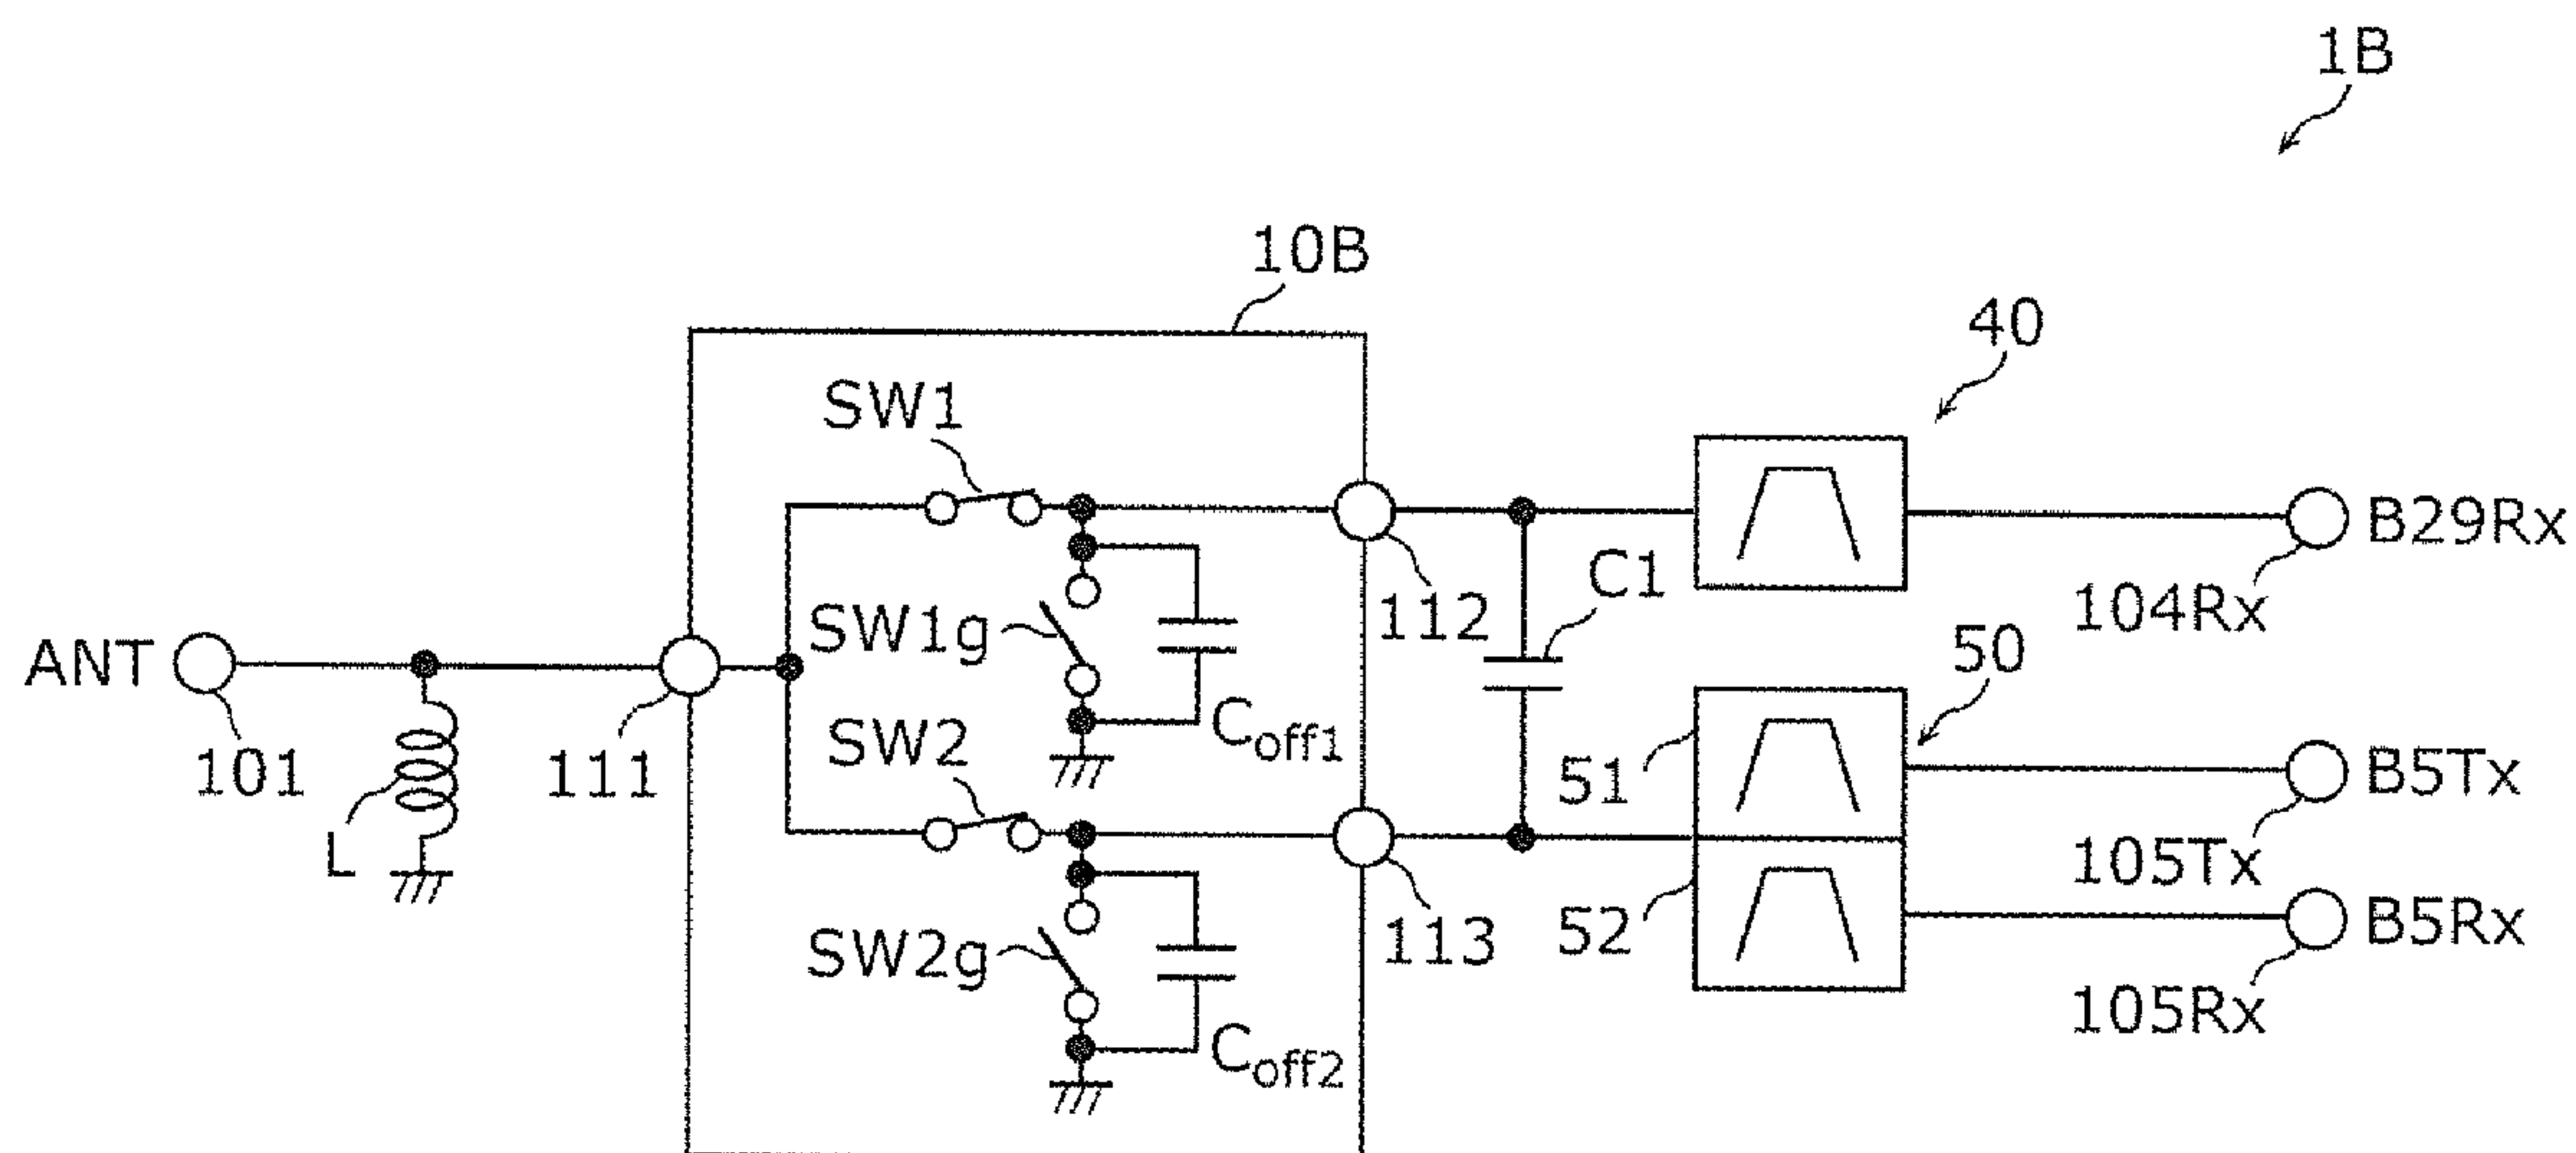 1B
10B
40
SW1
B29Rx
C1
112
104Rx
SW1g
ANT
50
Coff1
SW2
101
111
51
B5Tx
L
105Tx
113
52
B5Rx
SW2g
105Rx
Coff2